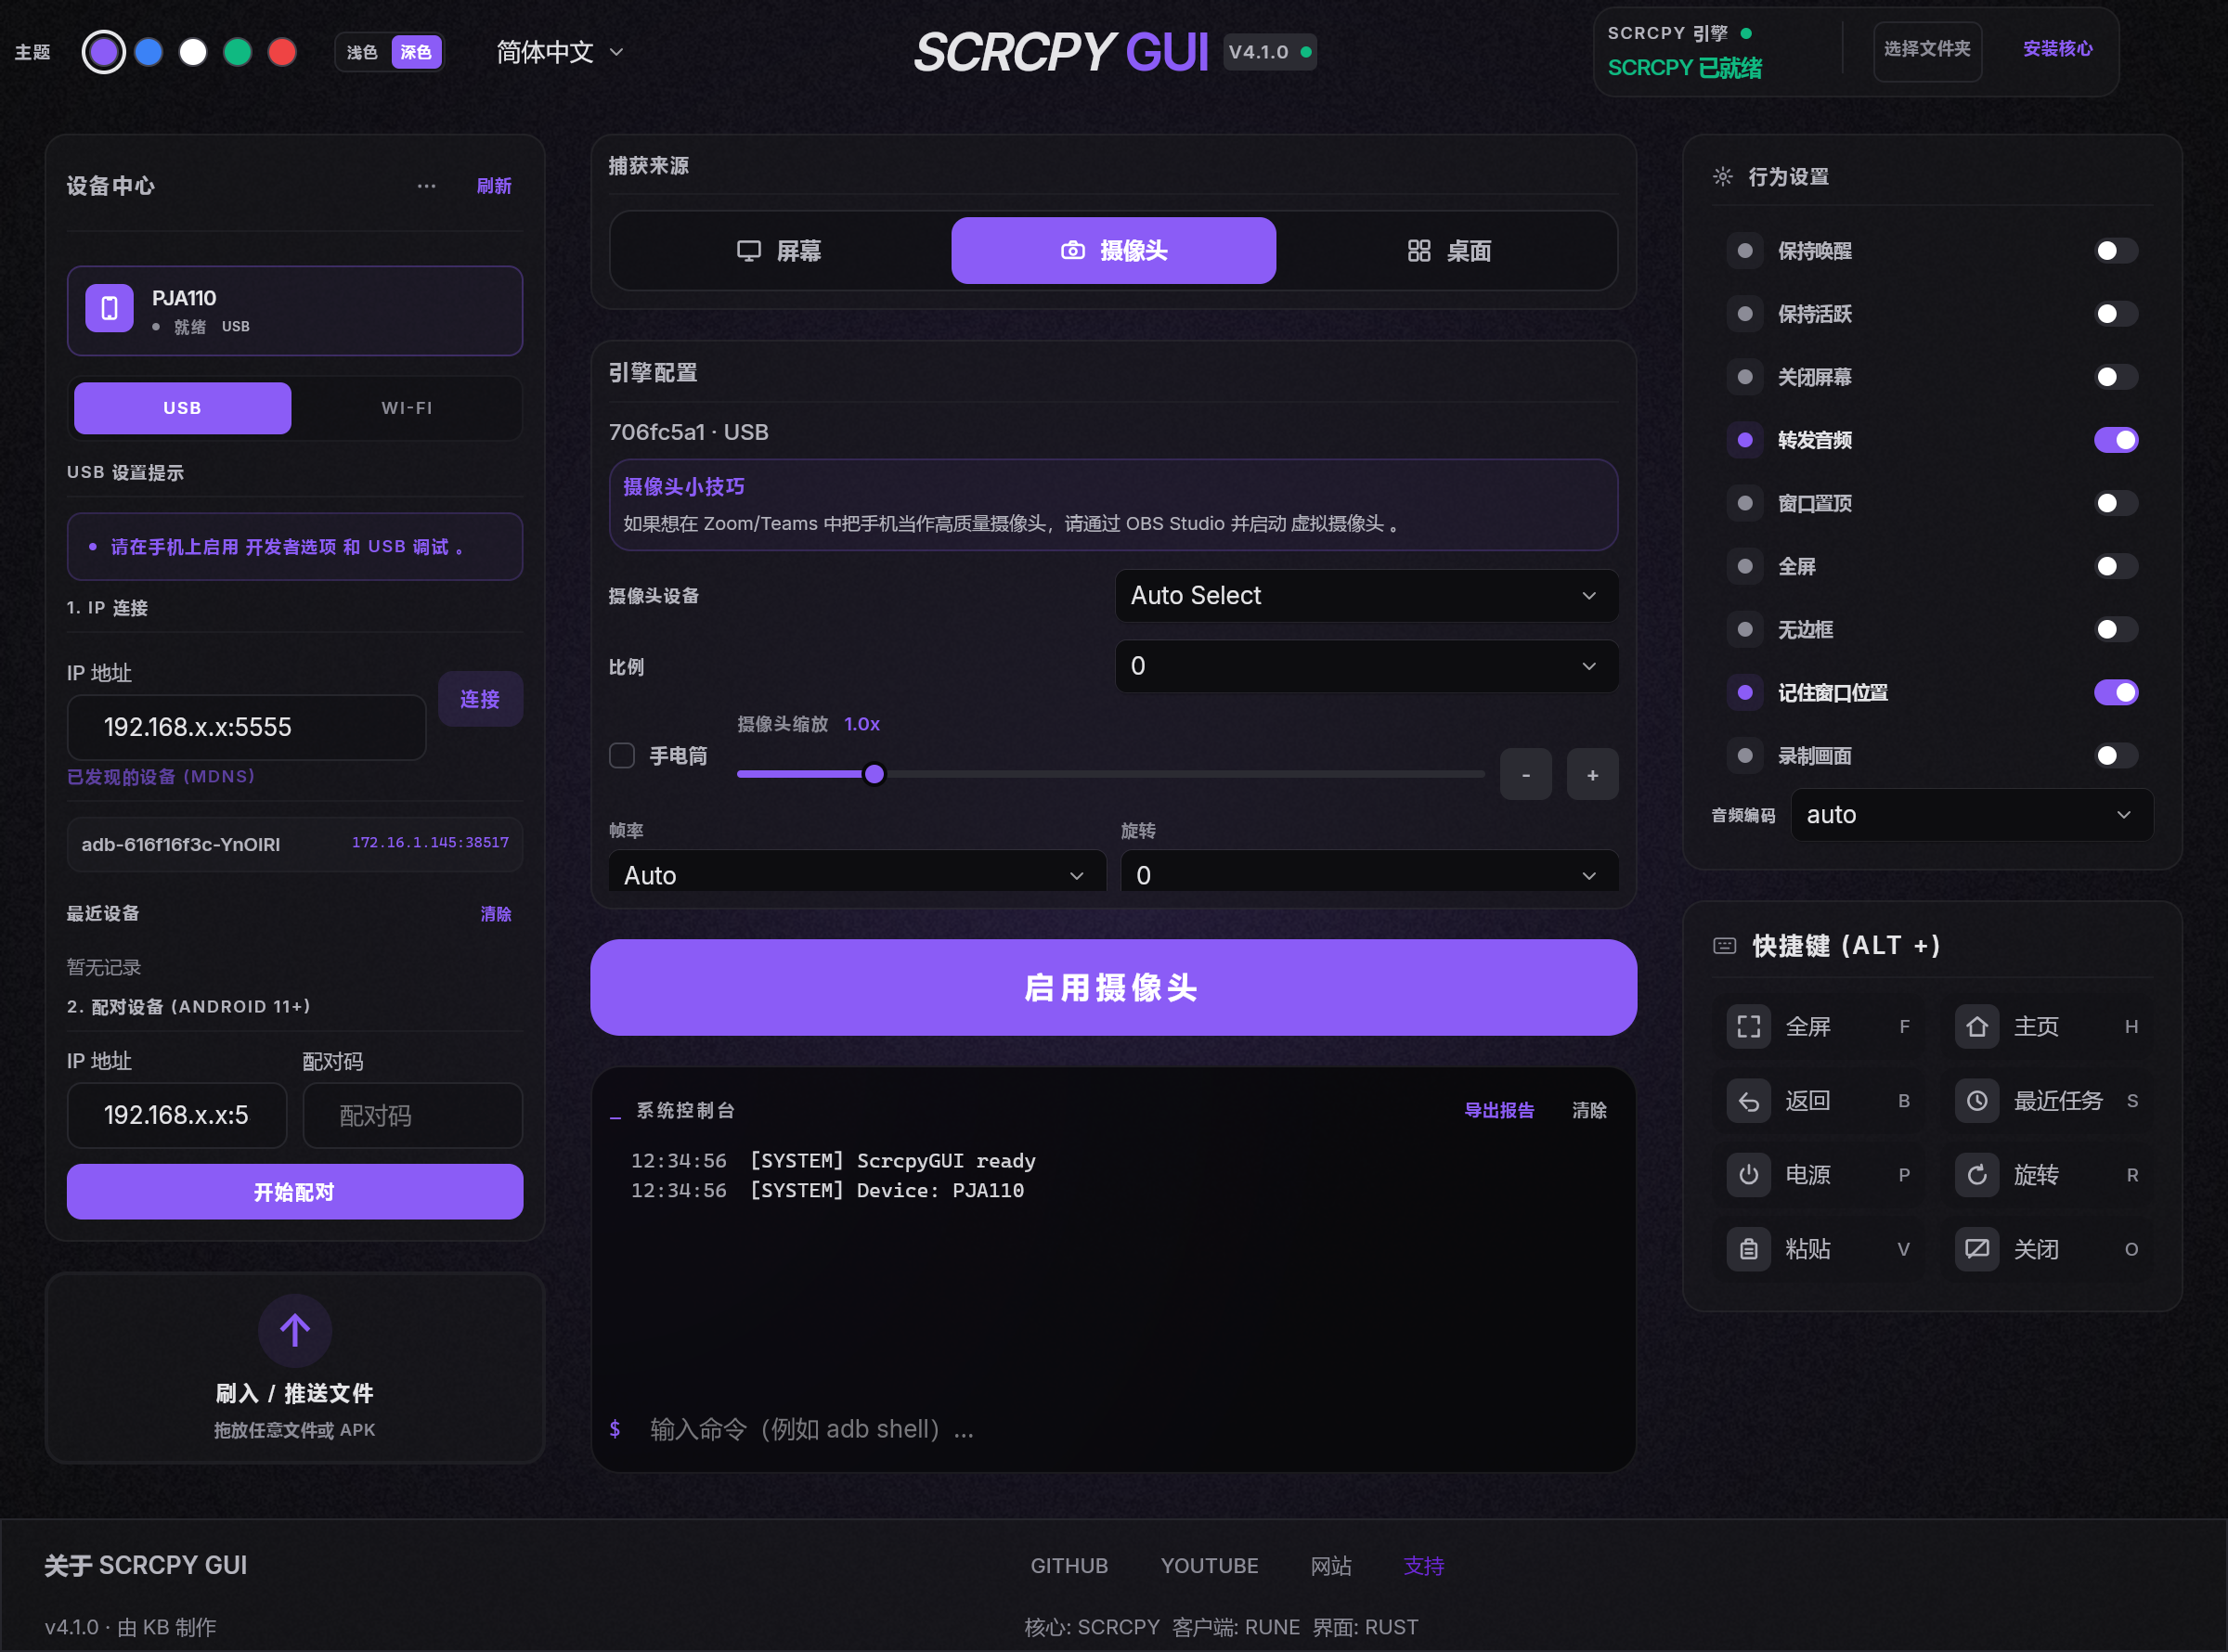 主题
浅色 深色
简体中文
SCRCPY GUI V4.1.0
SCRCPY 引擎
SCRCPY 已就绪
选择文件夹
安装核心
设备中心
... 刷新
PJA110
就绪 USB
USB WI-FI
USB 设置提示
请在手机上启用 开发者选项 和 USB 调试 。
1. IP 连接
IP 地址
192.168.x.x:5555
连接
已发现的设备 (MDNS)
adb-616f16f3c-YnOIRI 172.16.1.145:38517
最近设备 清除
暂无记录
2. 配对设备 (ANDROID 11+)
IP 地址 配对码
192.168.x.x:5 配对码
开始配对
刷入 / 推送文件
拖放任意文件或 APK
捕获来源
屏幕 摄像头 桌面
引擎配置
706fc5a1 · USB
摄像头小技巧
如果想在 Zoom/Teams 中把手机当作高质量摄像头，请通过 OBS Studio 并启动 虚拟摄像头 。
摄像头设备 Auto Select
比例 0
摄像头缩放 1.0x
手电筒 - +
帧率 旋转
Auto 0
启用摄像头
_ 系统控制台 导出报告 清除
12:34:56 [SYSTEM] ScrcpyGUI ready
12:34:56 [SYSTEM] Device: PJA110
$ 输入命令（例如 adb shell）...
行为设置
保持唤醒
保持活跃
关闭屏幕
转发音频
窗口置顶
全屏
无边框
记住窗口位置
录制画面
音频编码 auto
快捷键 (ALT +)
全屏 F 主页 H
返回 B 最近任务 S
电源 P 旋转 R
粘贴 V 关闭 O
关于 SCRCPY GUI
GITHUB YOUTUBE 网站 支持
v4.1.0 · 由 KB 制作
核心: SCRCPY 客户端: RUNE 界面: RUST